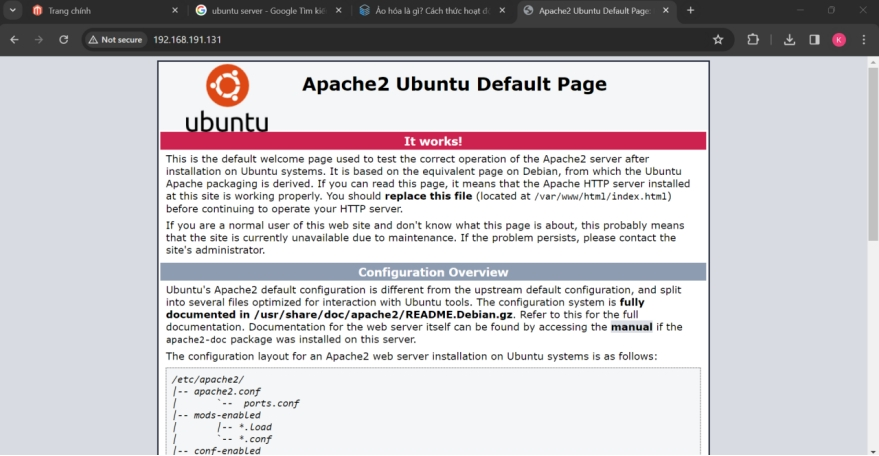 Trang chính
ubuntu server - Google Tìm kiế
Ảo hóa là gì? Cách thức hoạt đ
Apache2 Ubuntu Default Page:
Not secure
192.168.191.131
K
ubuntu
Apache2 Ubuntu Default Page
It works!
This is the default welcome page used to test the correct operation of the Apache2 server after
installation on Ubuntu systems. It is based on the equivalent page on Debian, from which the Ubuntu
Apache packaging is derived. If you can read this page, it means that the Apache HTTP server installed
at this site is working properly. You should replace this file (located at /var/www/html/index.html)
before continuing to operate your HTTP server.
If you are a normal user of this web site and don't know what this page is about, this probably means
that the site is currently unavailable due to maintenance. If the problem persists, please contact the
site's administrator.
Configuration Overview
Ubuntu's Apache2 default configuration is different from the upstream default configuration, and split
into several files optimized for interaction with Ubuntu tools. The configuration system is fully
documented in /usr/share/doc/apache2/README.Debian.gz. Refer to this for the full
documentation. Documentation for the web server itself can be found by accessing the manual if the
apache2-doc package was installed on this server.
The configuration layout for an Apache2 web server installation on Ubuntu systems is as follows:
/etc/apache2/
|-- apache2.conf
|       `--  ports.conf
|-- mods-enabled
|       |-- *.load
|       `-- *.conf
|-- conf-enabled